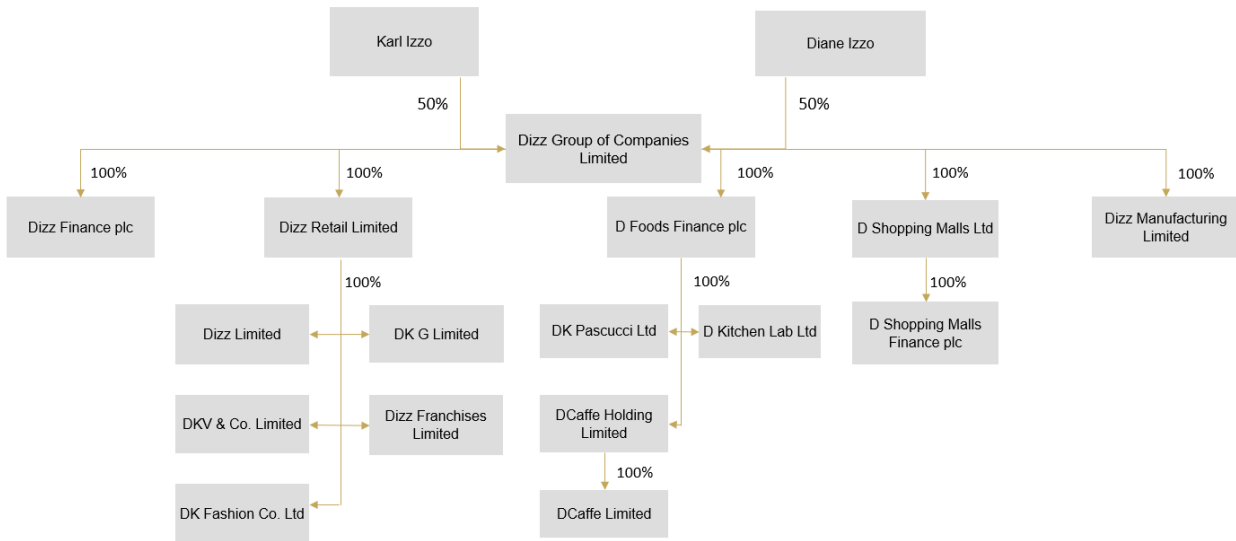 Karl Izzo
Diane Izzo
50%
50%
Dizz Group of Companies
Limited
100%
100%
100%
100%
100%
Dizz Finance plc
Dizz Retail Limited
D Foods Finance plc
D Shopping Malls Ltd
Dizz Manufacturing
Limited
100%
100%
100%
Dizz Limited
DK G Limited
DK Pascucci Ltd
D Kitchen Lab Ltd
D Shopping Malls
Finance plc
DKV & Co. Limited
Dizz Franchises
Limited
DCaffe Holding
Limited
100%
DK Fashion Co. Ltd
DCaffe Limited